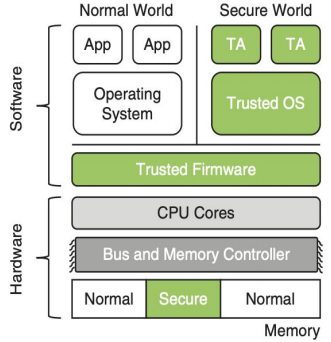 Normal World
Secure World
App
App
TA
TA
Operating
System
Trusted OS
Software
Trusted Firmware
CPU Cores
Bus and Memory Controller
Normal
Secure
Normal
Hardware
Memory